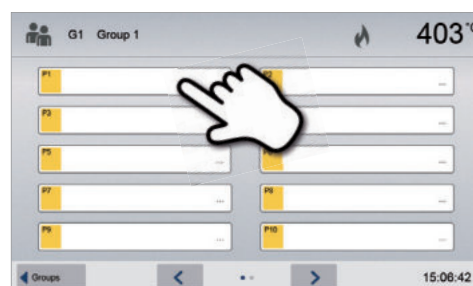 G1 Group 1 403 °C
P1 P2 ...
P3 ...
P5 ... ...
P7 ... P8 ...
P9 ... P10 ...
Groups 15:06:42